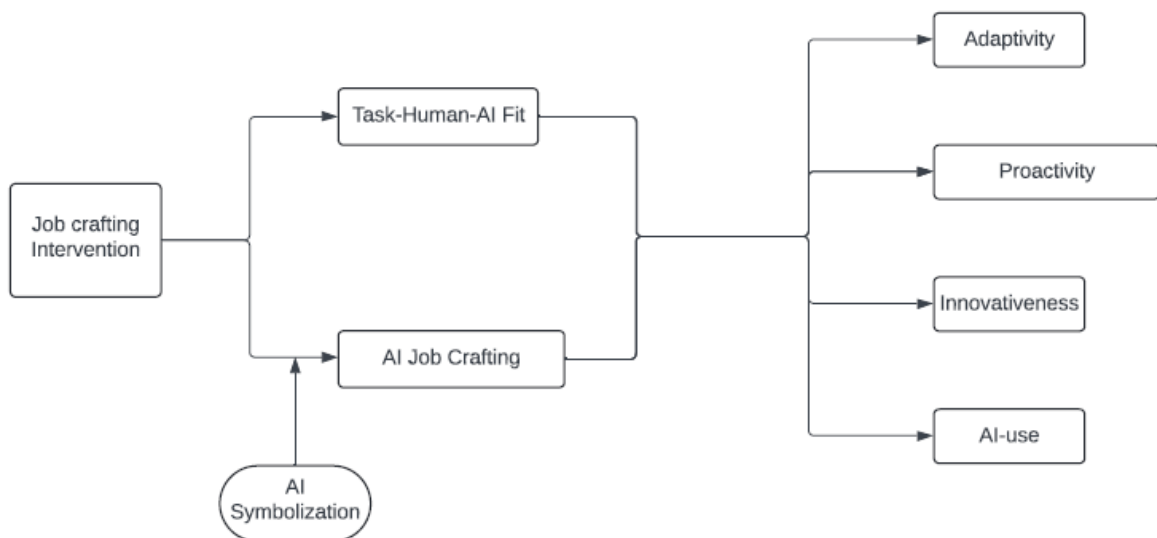 Adaptivity
Task-Human-AI Fit
Proactivity
Job crafting
Intervention
Innovativeness
AI Job Crafting
AI-use
AI
Symbolization